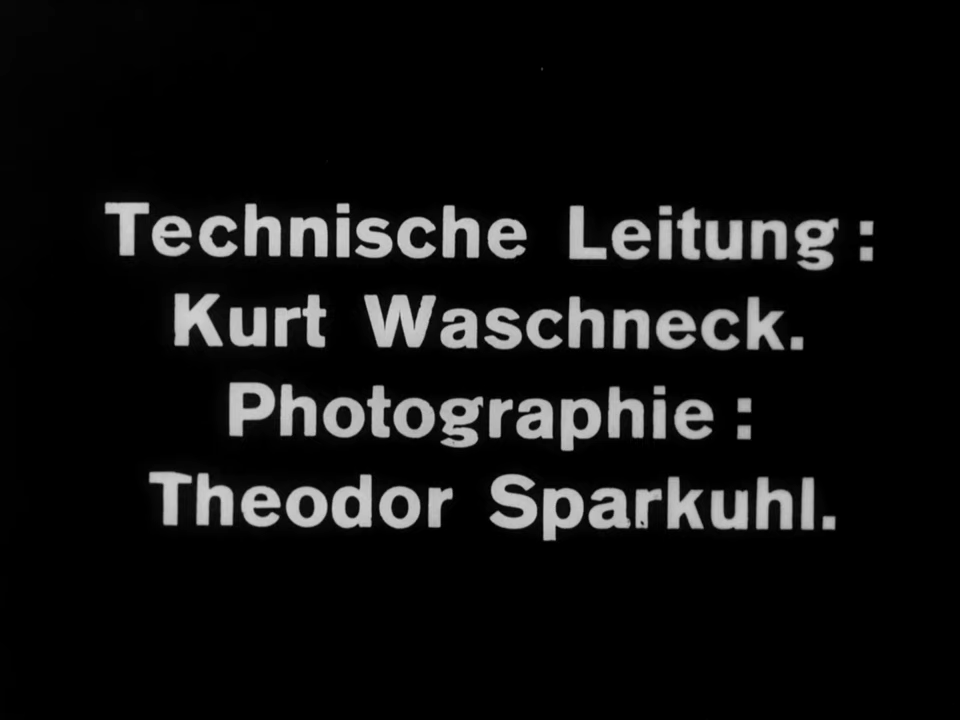 Technische Leitung :
Kurt Waschneck.
Photographie :
Theodor Sparkuhl.